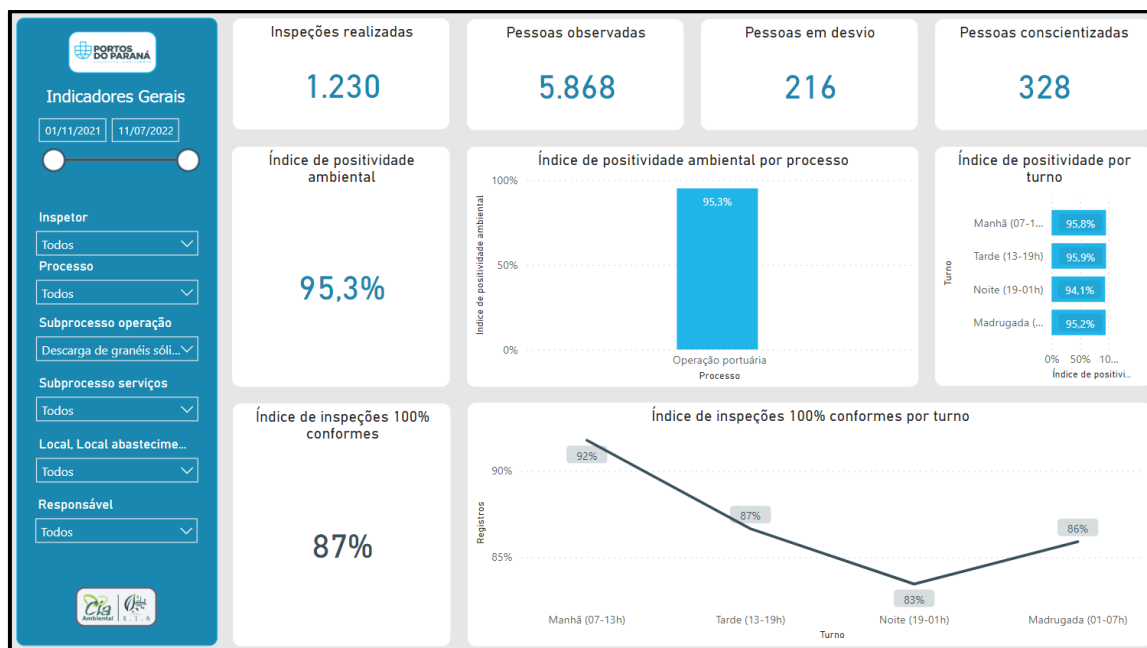 PORTOS
DO PARANÁ
Indicadores Gerais
01/11/2021 11/07/2022
Inspetor
Todos
Processo
Todos
Subprocesso operação
Descarga de granéis sóli...
Subprocesso serviços
Todos
Local, Local abastecime...
Todos
Responsável
Todos
Cia
Ambiental
Inspeções realizadas
1.230
Pessoas observadas
5.868
Pessoas em desvio
216
Pessoas conscientizadas
328
Índice de positividade
ambiental
95,3%
Índice de positividade ambiental por processo
Indice de positividade ambiental
100%
50%
0%
95,3%
Operação portuária
Processo
Índice de positividade por
turno
Turno
Manhã (07-1... 95,8%
Tarde (13-19h) 95,9%
Noite (19-01h) 94,1%
Madrugada (... 95,2%
0% 50% 10...
Índice de positivi...
Índice de inspeções 100%
conformes
87%
Índice de inspeções 100% conformes por turno
Registros
90%
85%
92%
87%
83%
86%
Manhã (07-13h) Tarde (13-19h) Noite (19-01h) Madrugada (01-07h)
Turno